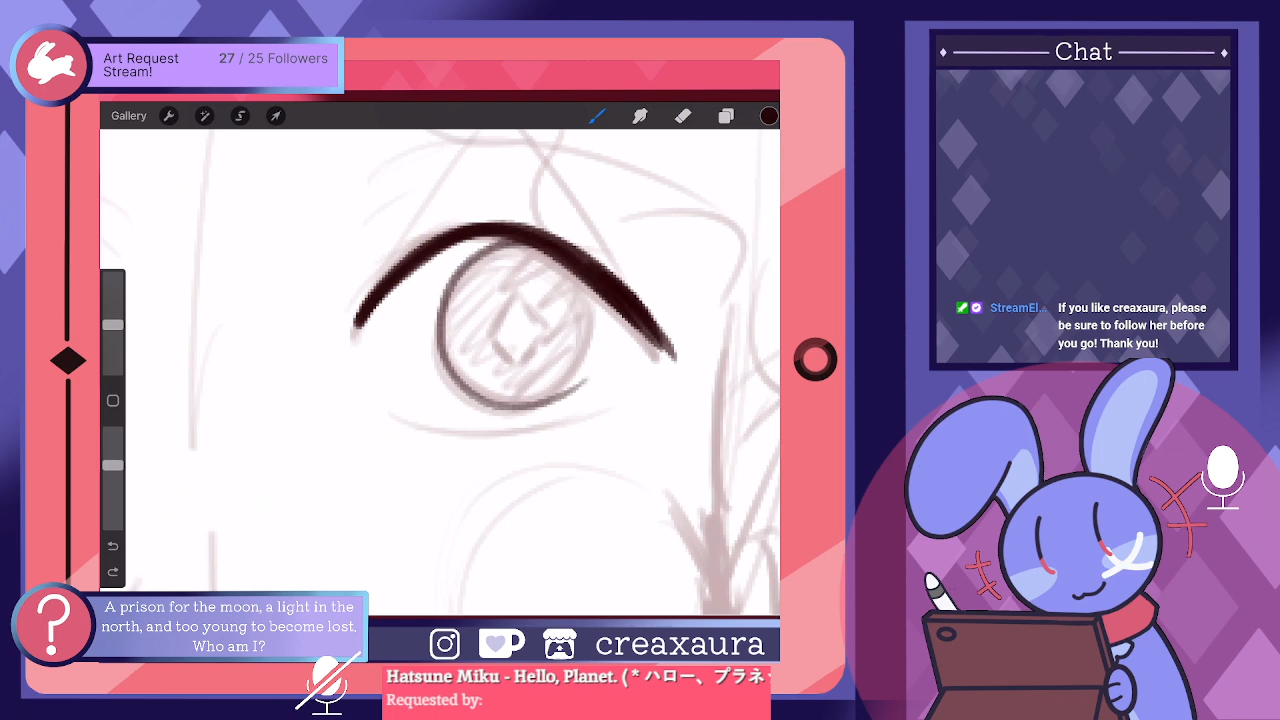 Art Request
Stream!
27 / 25 Followers
Chat
Gallery
StreamEl...
If you like creaxaura, please
be sure to follow her before
you go! Thank you!
A prison for the moon, a light in the
north, and too young to become lost.
Who am I?
creaxaura
Hatsune Miku - Hello, Planet. ( * ハロー、プラネッ
Requested by: